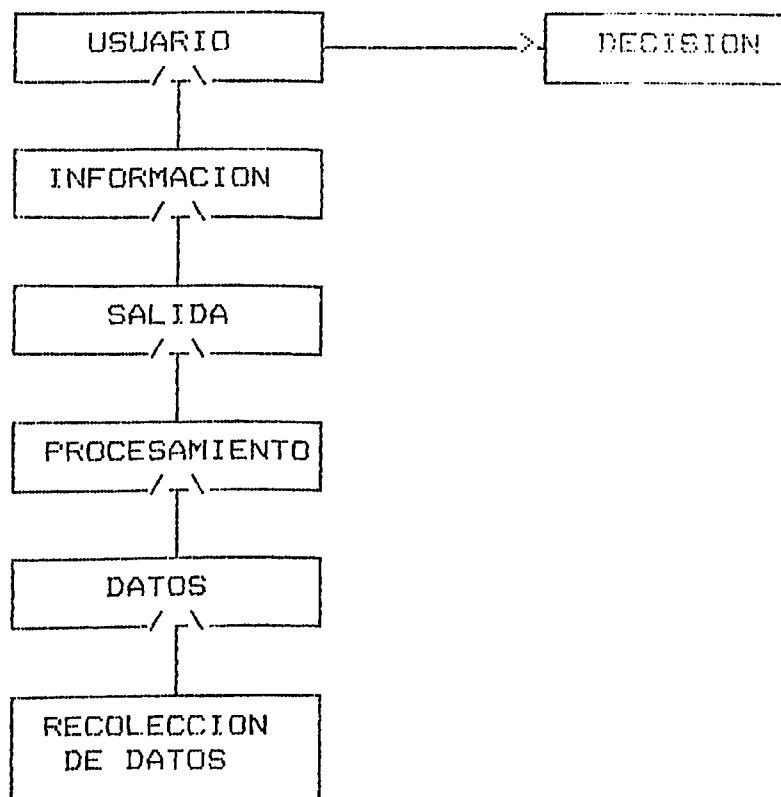 USUARIO
DECISION
INFORMACION
SALIDA
PROCESAMIENTO
DATOS
RECOLECCION
DE DATOS